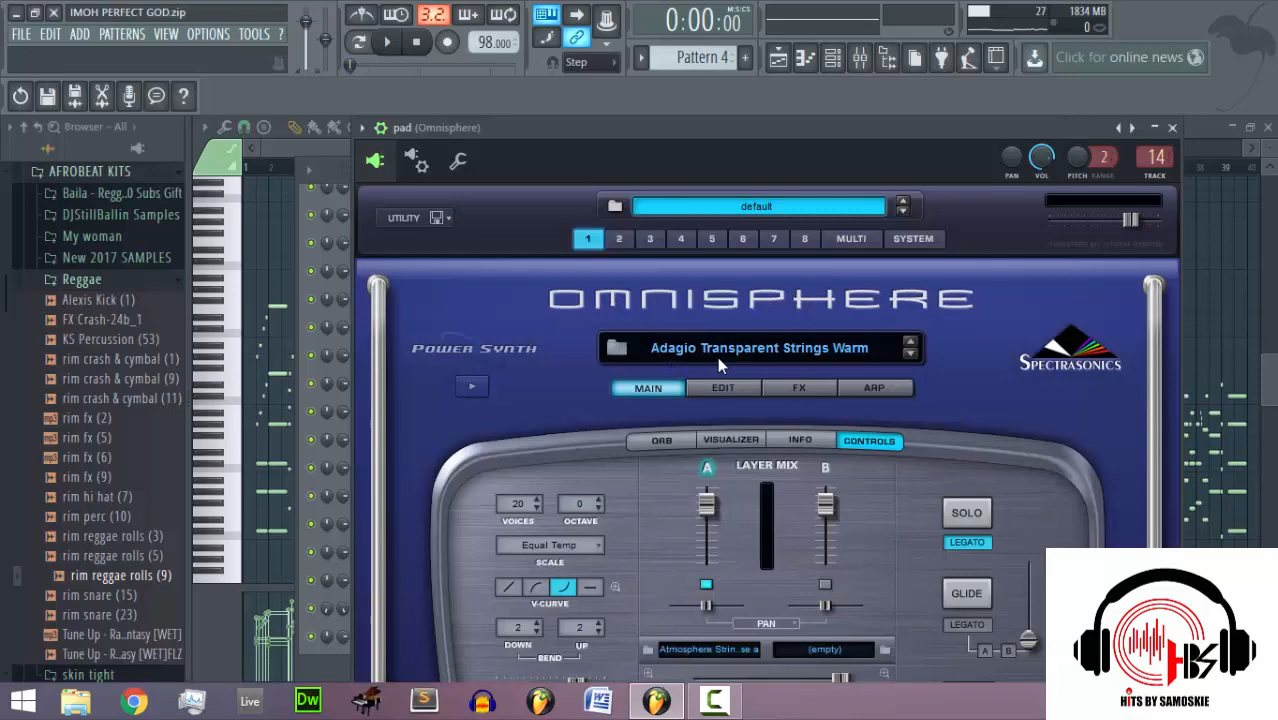 IMOH PERFECT GOD.zip
FILE EDIT ADD PATTERNS VIEW OPTIONS TOOLS ?
3.2
98.000
Step
0:00:00
M:S:CS
Pattern 4
27
1834 MB
0
Click for online news
Browser - All
AFROBEAT KITS
Baila - Regg..0 Subs Gift
DJStillBallin Samples
My woman
New 2017 SAMPLES
Reggae
Alexis Kick (1)
FX Crash-24b_1
KS Percussion (53)
rim crash & cymbal (1)
rim crash & cymbal (9)
rim crash & cymbal (11)
rim fx (2)
rim fx (5)
rim fx (6)
rim fx (9)
rim hi hat (7)
rim perc (10)
rim reggae rolls (3)
rim reggae rolls (5)
rim reggae rolls (9)
rim snare (15)
rim snare (23)
Tune Up - Ra..ntasy [WET]
Tune Up - R..asy [WET]FLZ
skin tight
1 2
pad (Omnisphere)
PAN VOL PITCH RANGE 2 14 TRACK
38 39 40
UTILITY
default
1 2 3 4 5 6 7 8 MULTI SYSTEM
OMNISPHERE
POWER SYNTH
Adagio Transparent Strings Warm
SPECTRASONICS
MAIN EDIT FX ARP
ORB VISUALIZER INFO CONTROLS
A LAYER MIX B
20 0
VOICES OCTAVE
Equal Temp
SCALE
V-CURVE
2 2
DOWN UP
BEND
PAN
Atmosphere Strin..se a
(empty)
SOLO
LEGATO
GLIDE
LEGATO
A B
HBS
HITS BY SAMOSKIE
Live
Dw